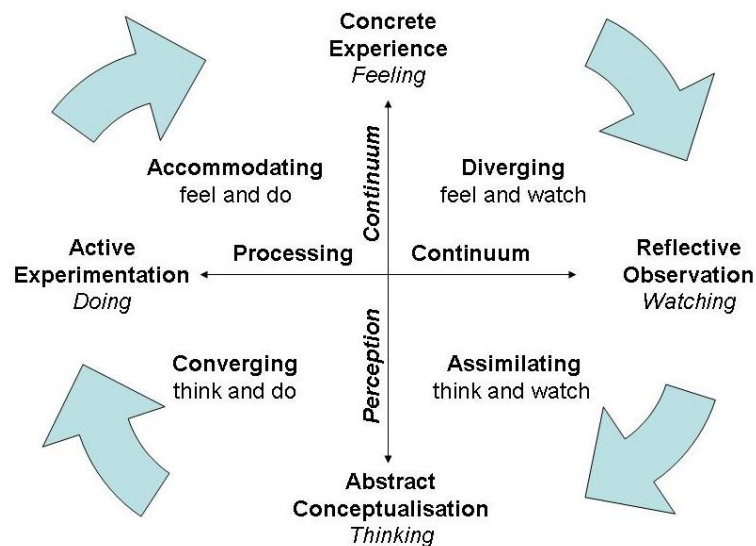 Concrete
Experience
Feeling
Continuum
Accommodating
feel and do
Diverging
feel and watch
Active
Experimentation
Doing
Processing
Continuum
Reflective
Observation
Watching
Perception
Converging
think and do
Assimilating
think and watch
Abstract
Conceptualisation
Thinking